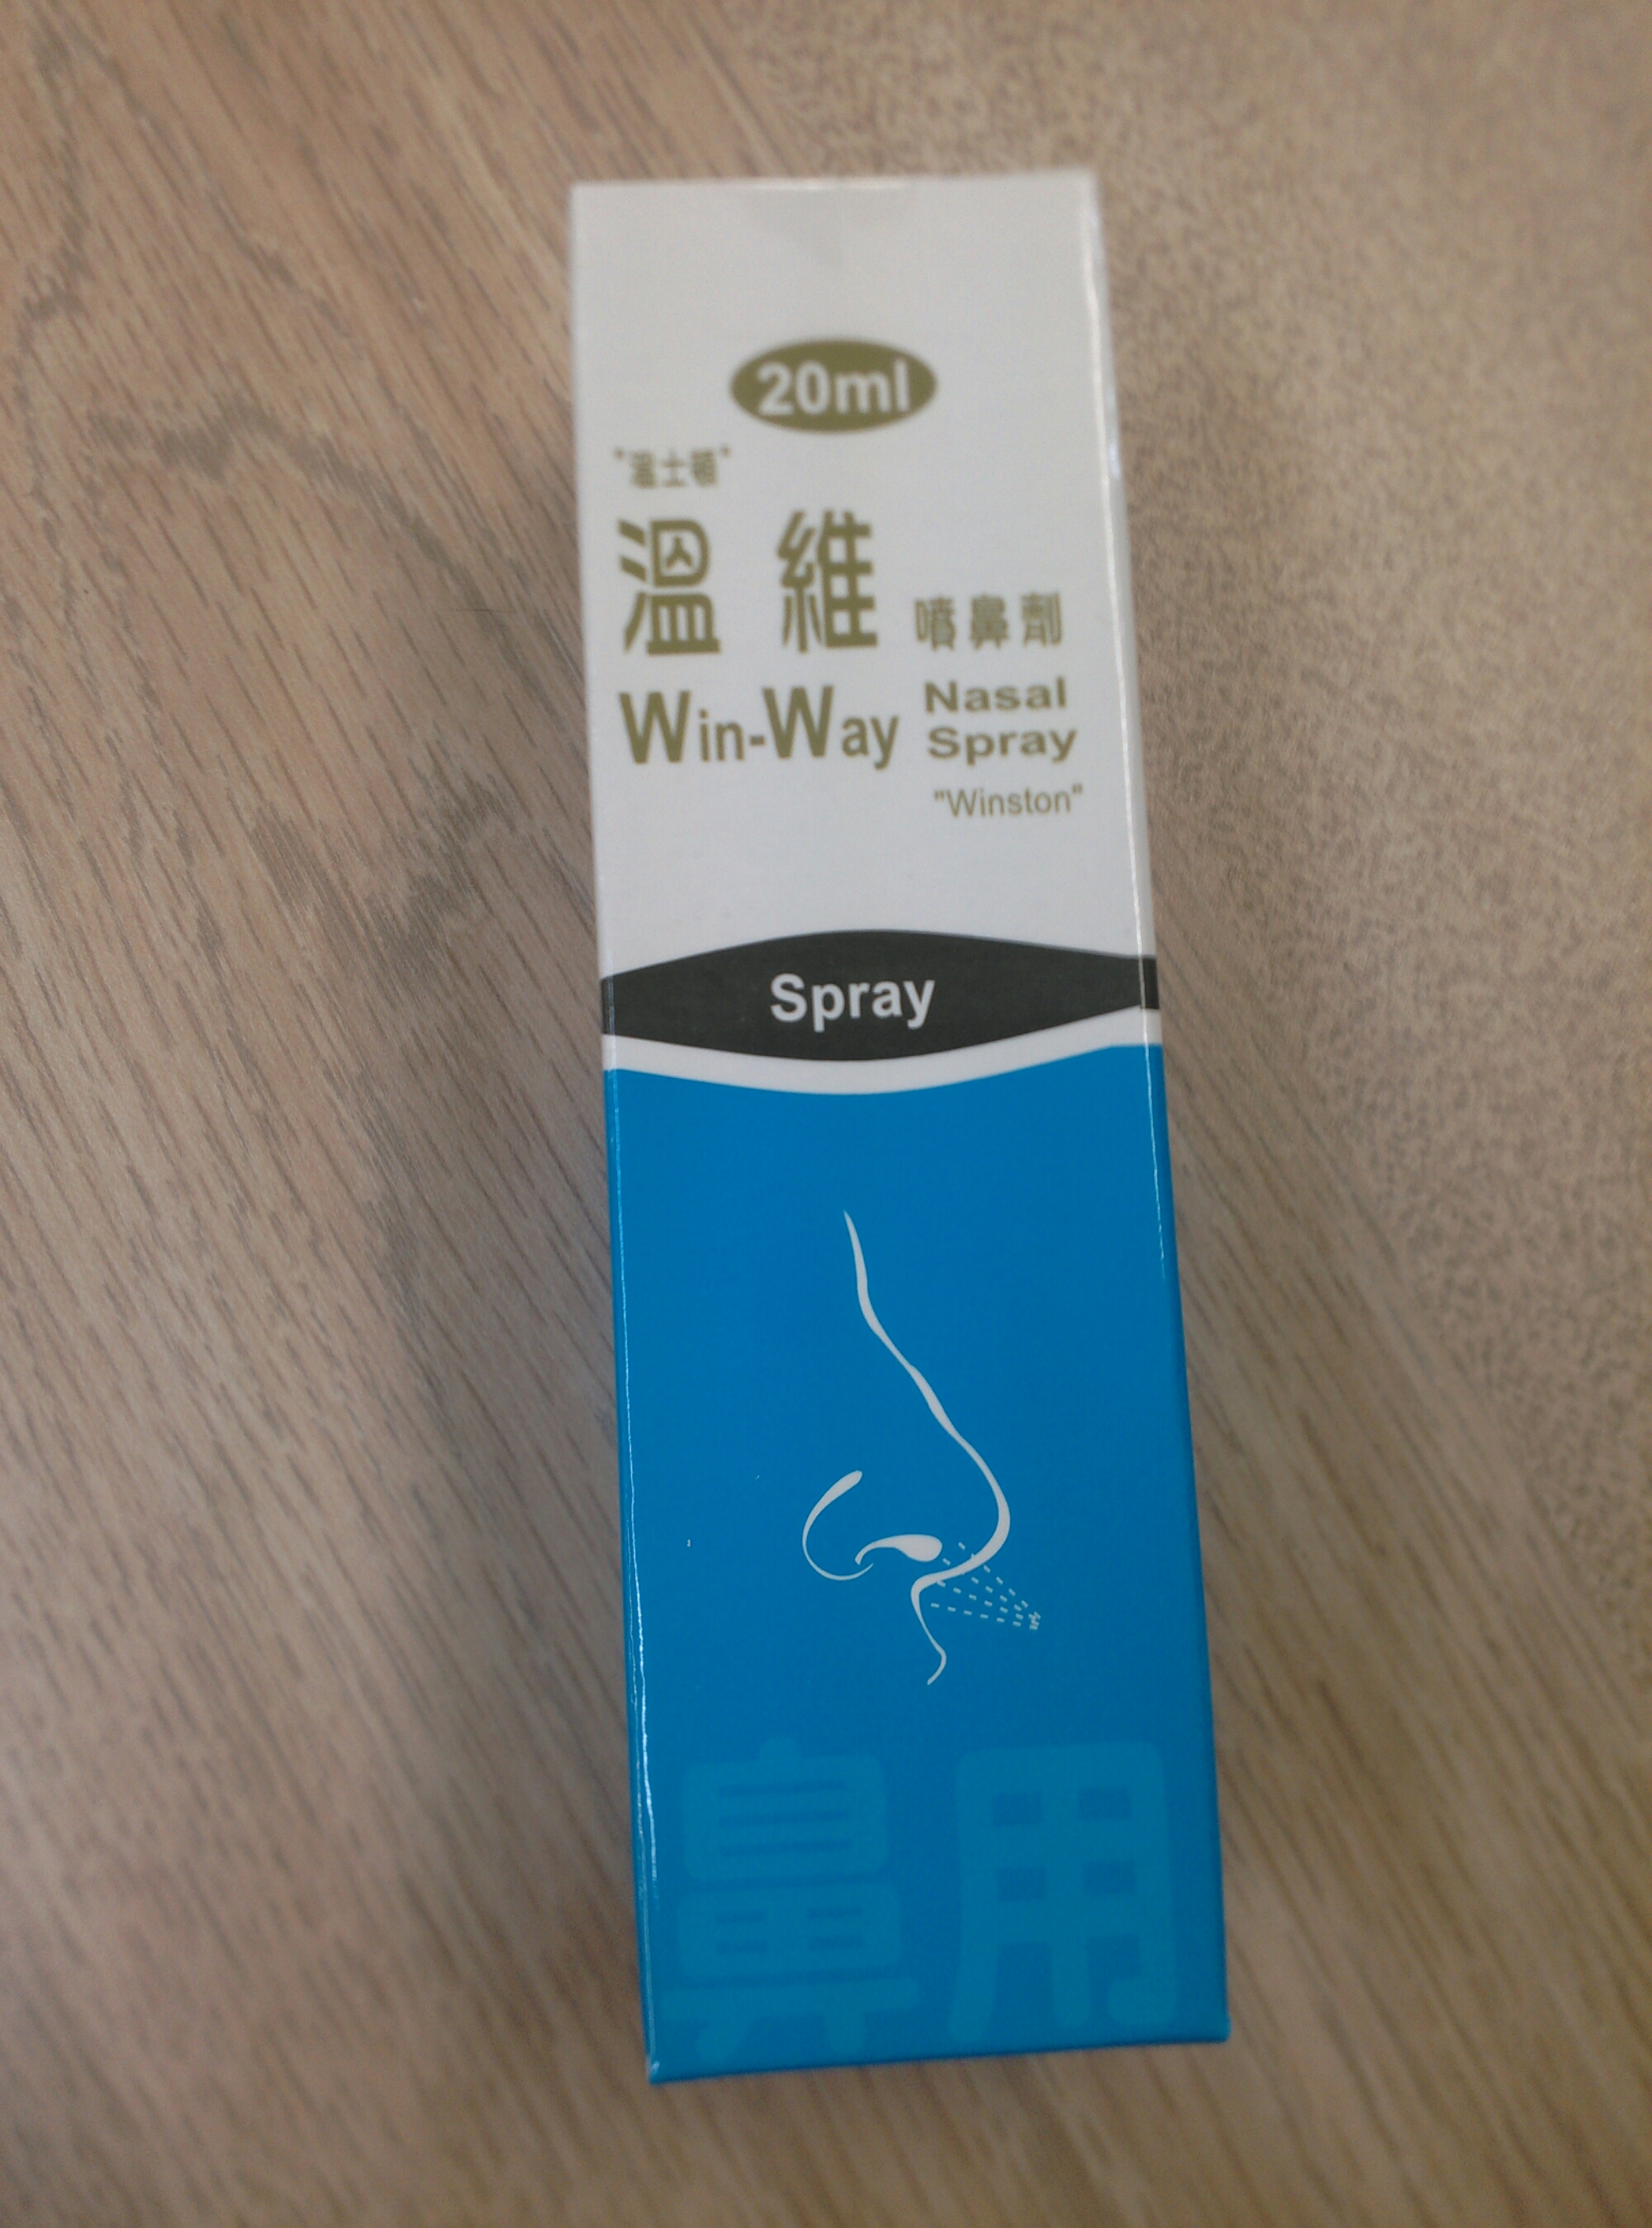 20ml
"溫士頓"
溫維噴鼻劑
Win-Way Nasal Spray
"Winston"
Spray
鼻用